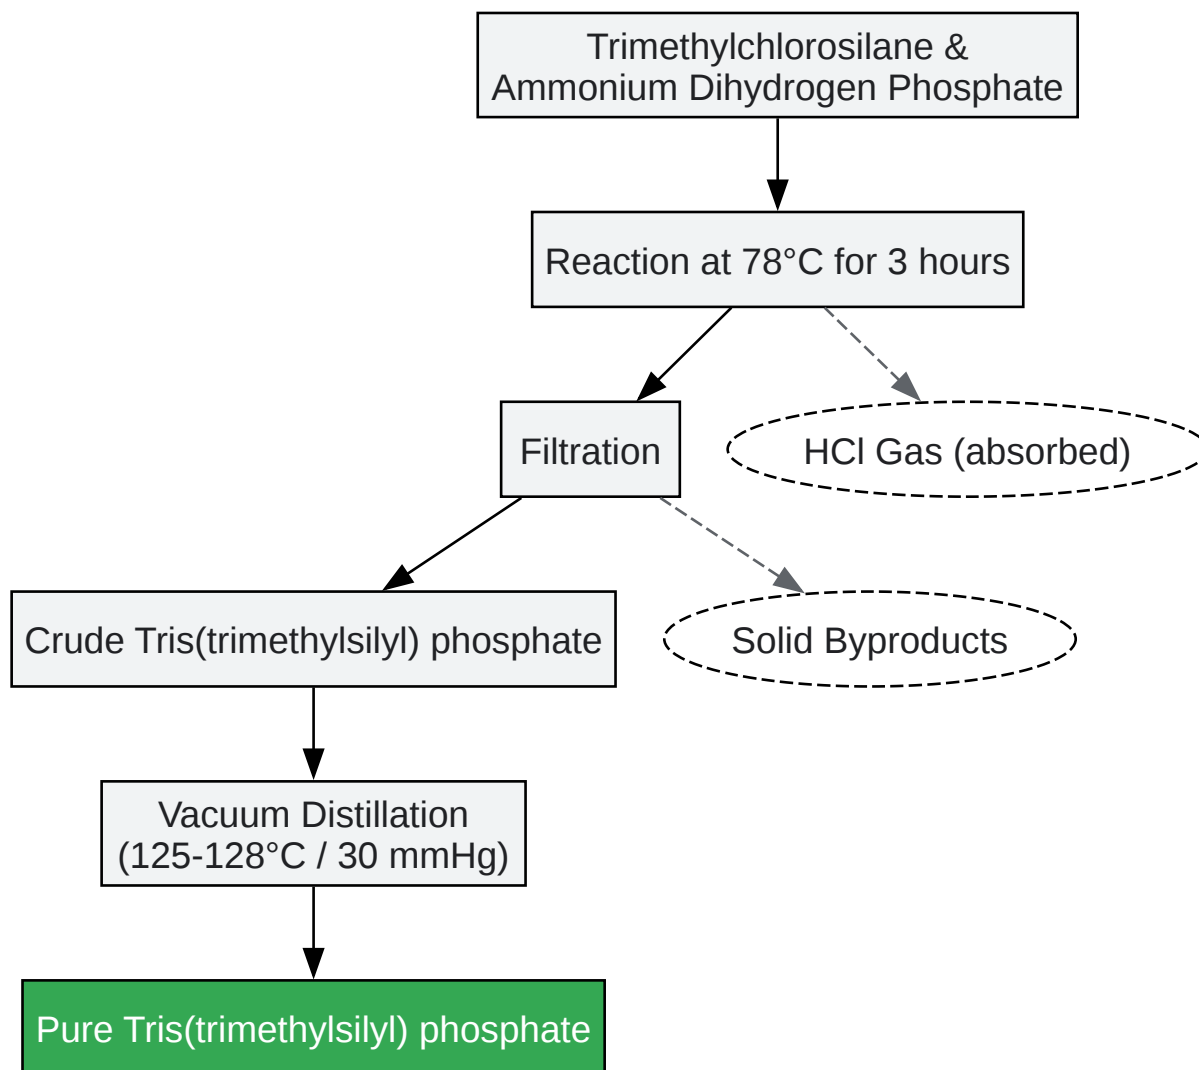 Trimethylchlorosilane &
Ammonium Dihydrogen Phosphate
Reaction at 78°C for 3 hours
Filtration
HCl Gas (absorbed)
Crude Tris(trimethylsilyl) phosphate
Solid Byproducts
Vacuum Distillation
(125-128°C / 30 mmHg)
Pure Tris(trimethylsilyl) phosphate